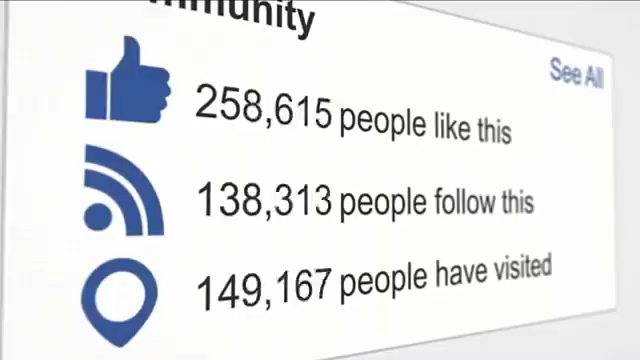 mmunity
See All
258,615 people like this
138,313 people follow this
149,167 people have visited